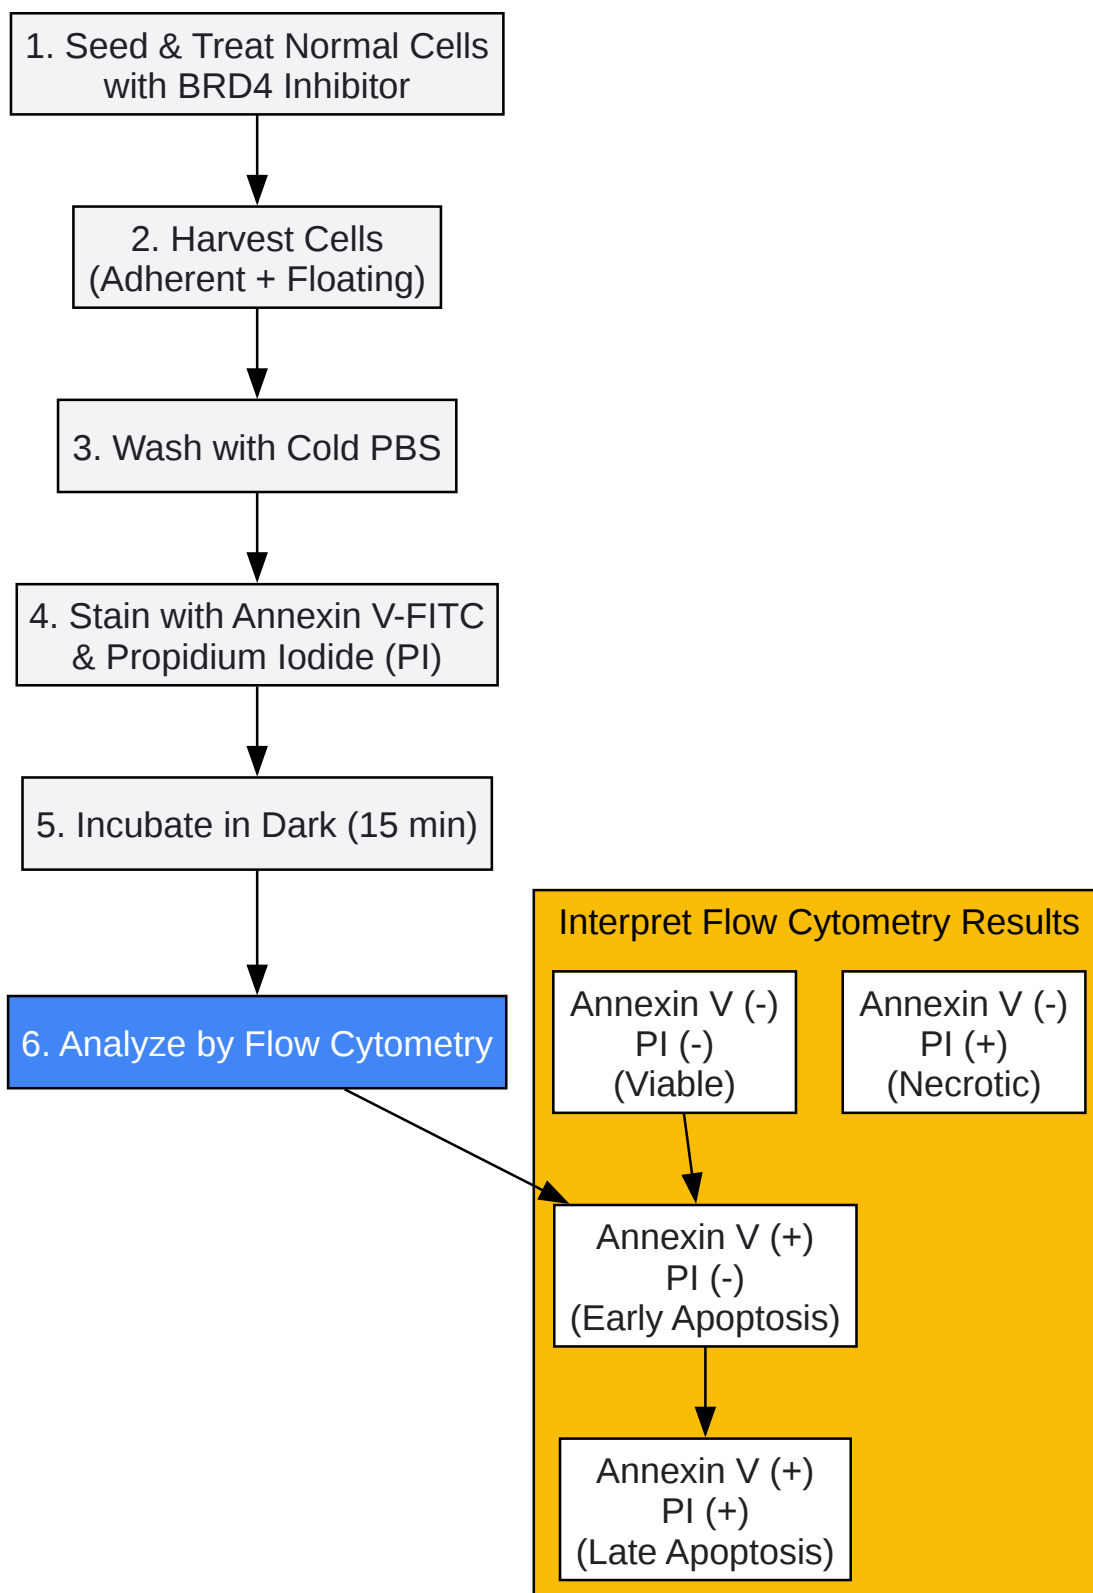 1. Seed & Treat Normal Cells
with BRD4 Inhibitor
2. Harvest Cells
(Adherent + Floating)
3. Wash with Cold PBS
4. Stain with Annexin V-FITC
& Propidium Iodide (PI)
5. Incubate in Dark (15 min)
6. Analyze by Flow Cytometry
Interpret Flow Cytometry Results
Annexin V (-)
PI (-)
(Viable)
Annexin V (-)
PI (+)
(Necrotic)
Annexin V (+)
PI (-)
(Early Apoptosis)
Annexin V (+)
PI (+)
(Late Apoptosis)